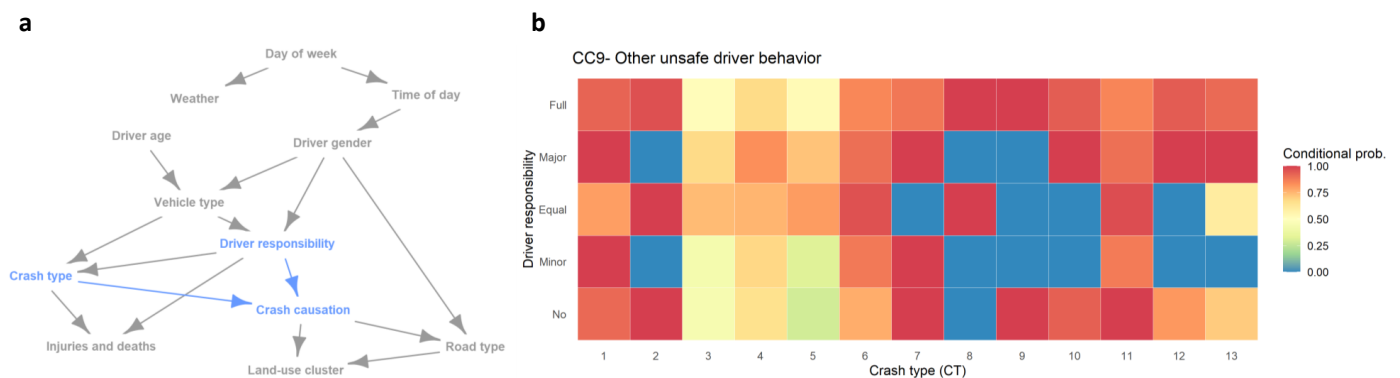 a
Day of week
Weather
Time of day
Driver age
Driver gender
Vehicle type
Driver responsibility
Crash type
Crash causation
Injuries and deaths
Road type
Land-use cluster
b
CC9- Other unsafe driver behavior
Driver responsibility
Full
Major
Equal
Minor
No
1 2 3 4 5 6 7 8 9 10 11 12 13
Crash type (CT)
Conditional prob.
1.00
0.75
0.50
0.25
0.00